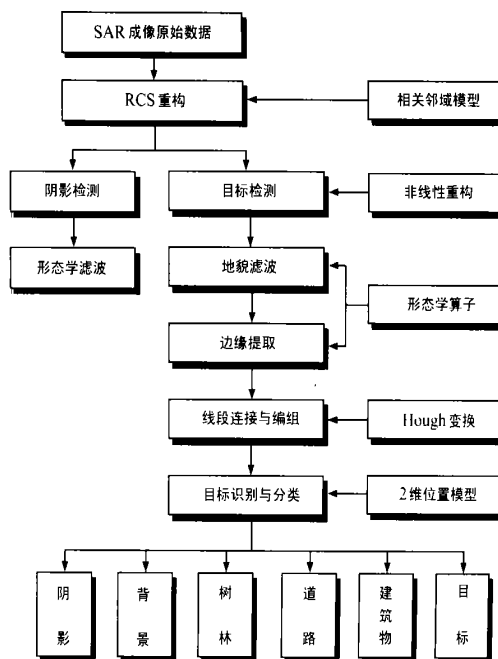 SAR 成像原始数据
RCS 重构
相关邻域模型
阴影检测
目标检测
非线性重构
形态学滤波
地貌滤波
形态学算子
边缘提取
线段连接与编组
Hough 变换
目标识别与分类
2维位置模型
阴影
背景
树林
道路
建筑物
目标